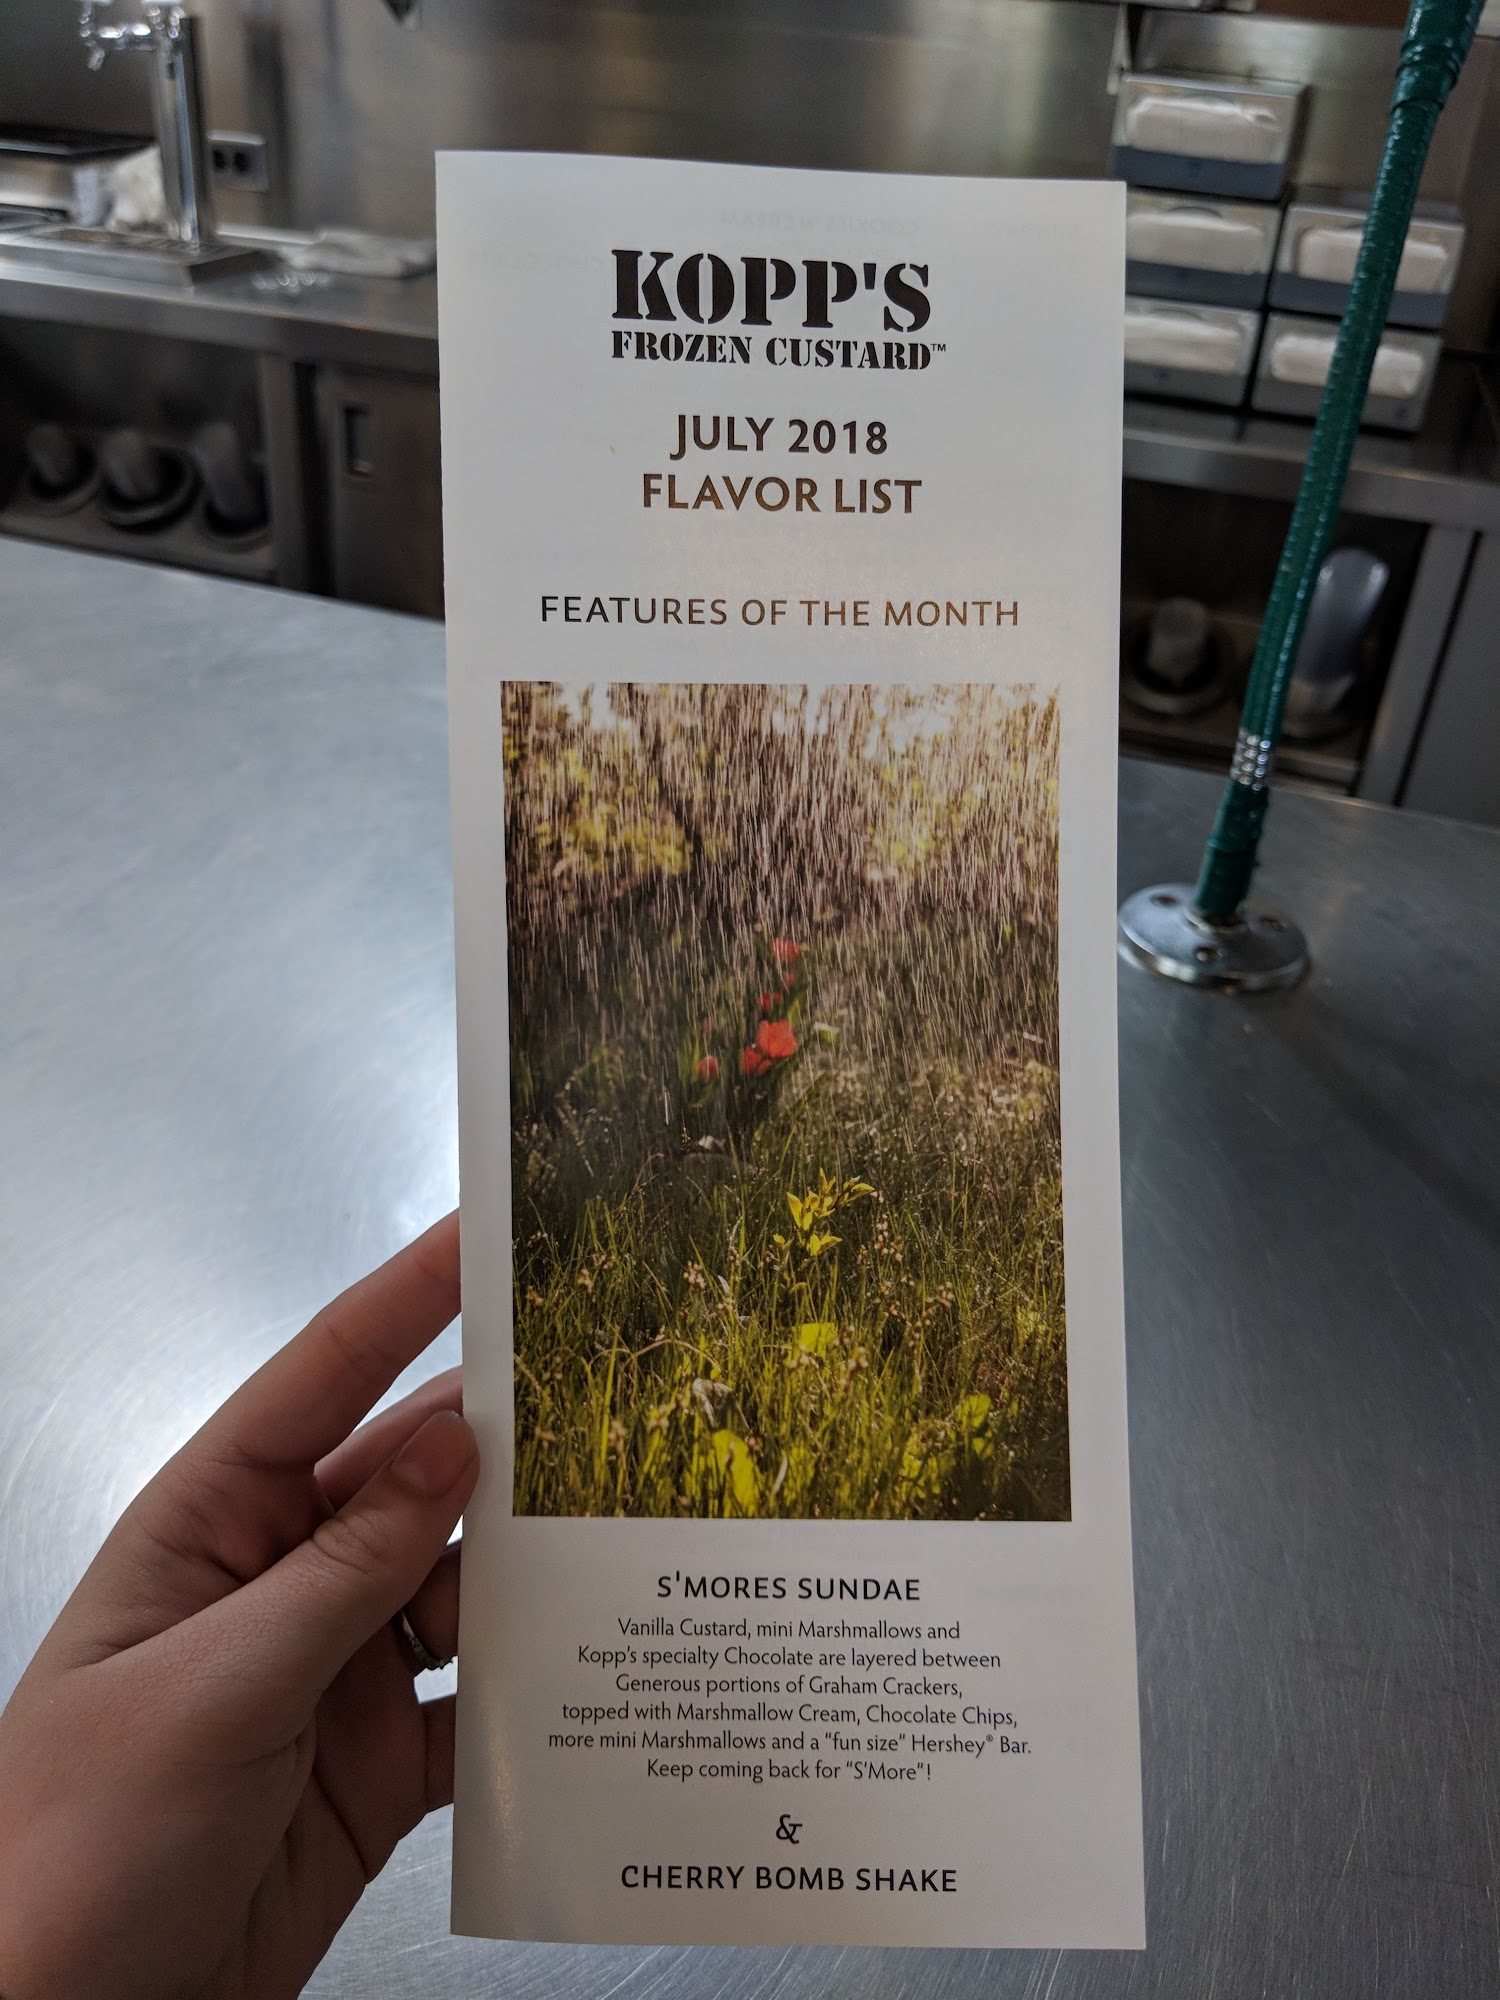 KOPP'S
FROZEN CUSTARD™
JULY 2018
FLAVOR LIST
FEATURES OF THE MONTH
S'MORES SUNDAE
Vanilla Custard, mini Marshmallows and
Kopp's specialty Chocolate are layered between
Generous portions of Graham Crackers,
topped with Marshmallow Cream, Chocolate Chips,
more mini Marshmallows and a "fun size" Hershey® Bar.
Keep coming back for "S'More"!
&
CHERRY BOMB SHAKE